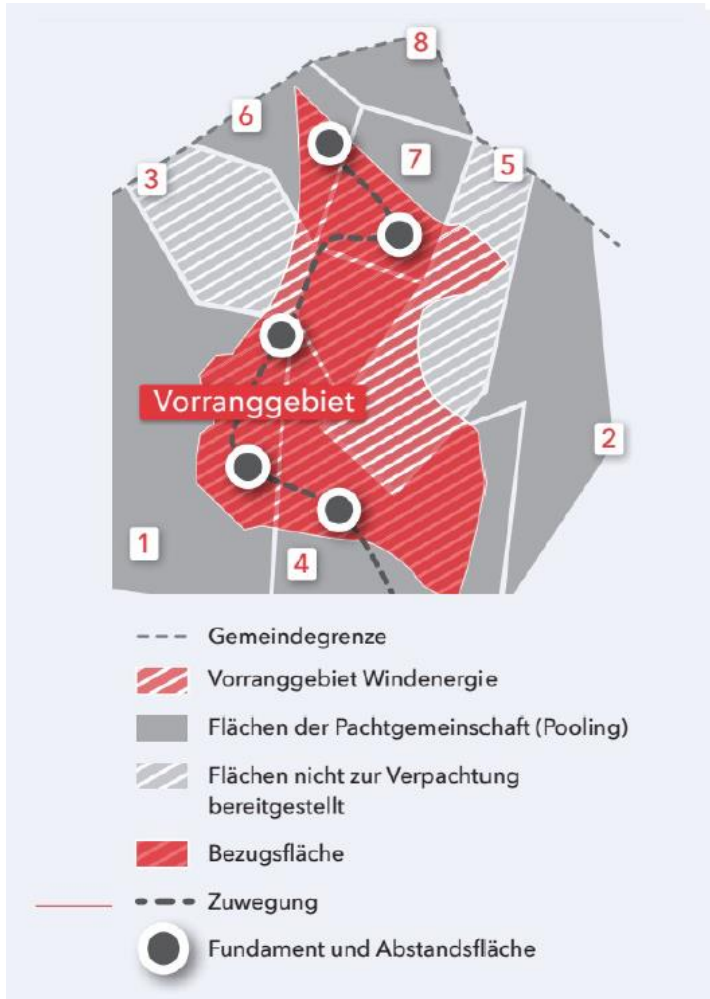 8
6
7
5
3
Vorranggebiet
2
1
4
Gemeindegrenze
Vorranggebiet Windenergie
Flächen der Pachtgemeinschaft (Pooling)
Flächen nicht zur Verpachtung
bereitgestellt
Bezugsfläche
Zuwegung
Fundament und Abstandsfläche